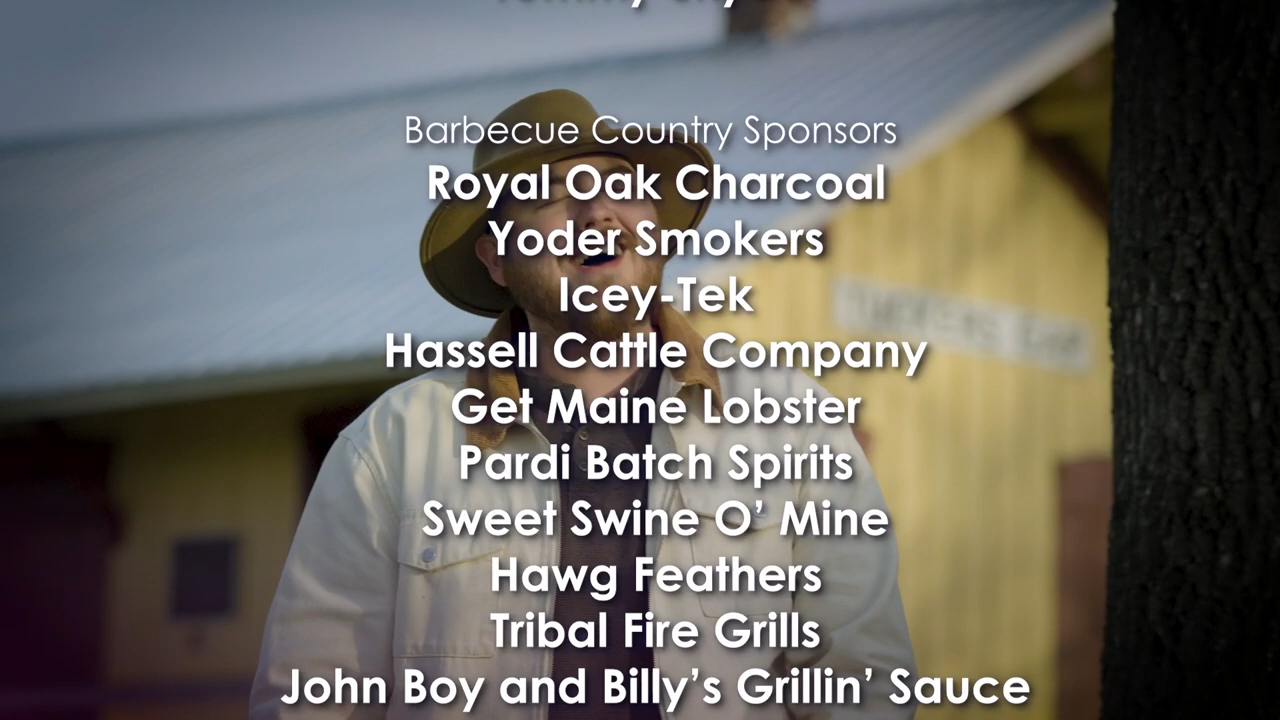 Barbecue Country Sponsors
Royal Oak Charcoal
Yoder Smokers
Icey-Tek
Hassell Cattle Company
Get Maine Lobster
Pardi Batch Spirits
Sweet Swine O’ Mine
Hawg Feathers
Tribal Fire Grills
John Boy and Billy’s Grillin’ Sauce